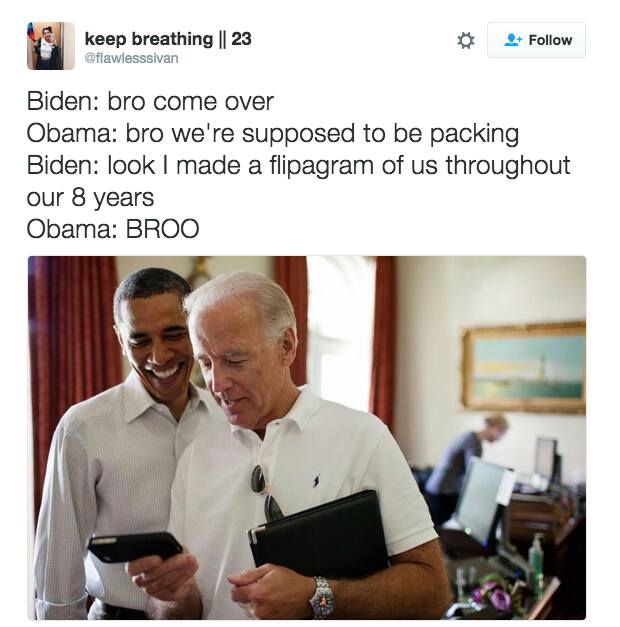 keep breathing || 23
@flawlesssivan
Follow
Biden: bro come over
Obama: bro we're supposed to be packing
Biden: look I made a flipagram of us throughout
our 8 years
Obama: BROO